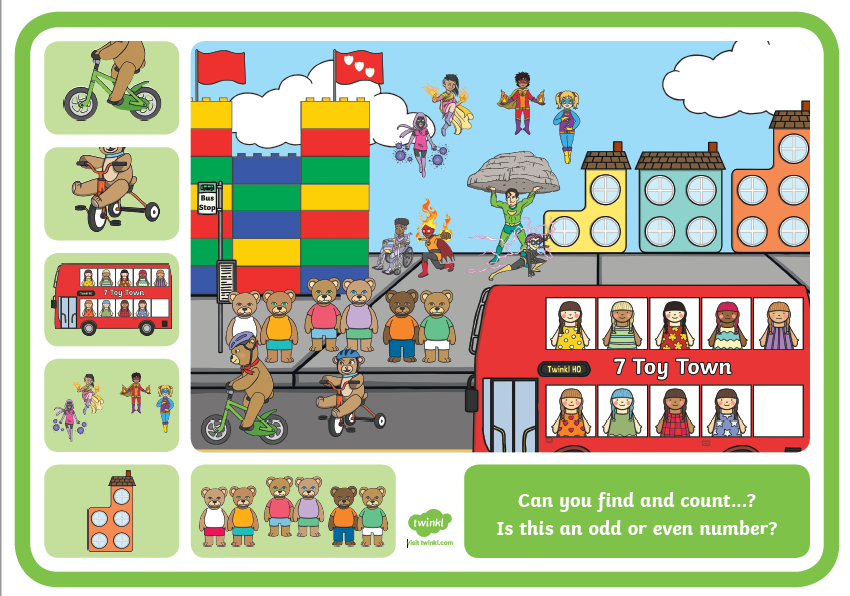 Bus
Stop
7 Toy Town
Twinkl HQ
7 Toy Town
twinkl
visit twinkl.com
Can you find and count...?
Is this an odd or even number?